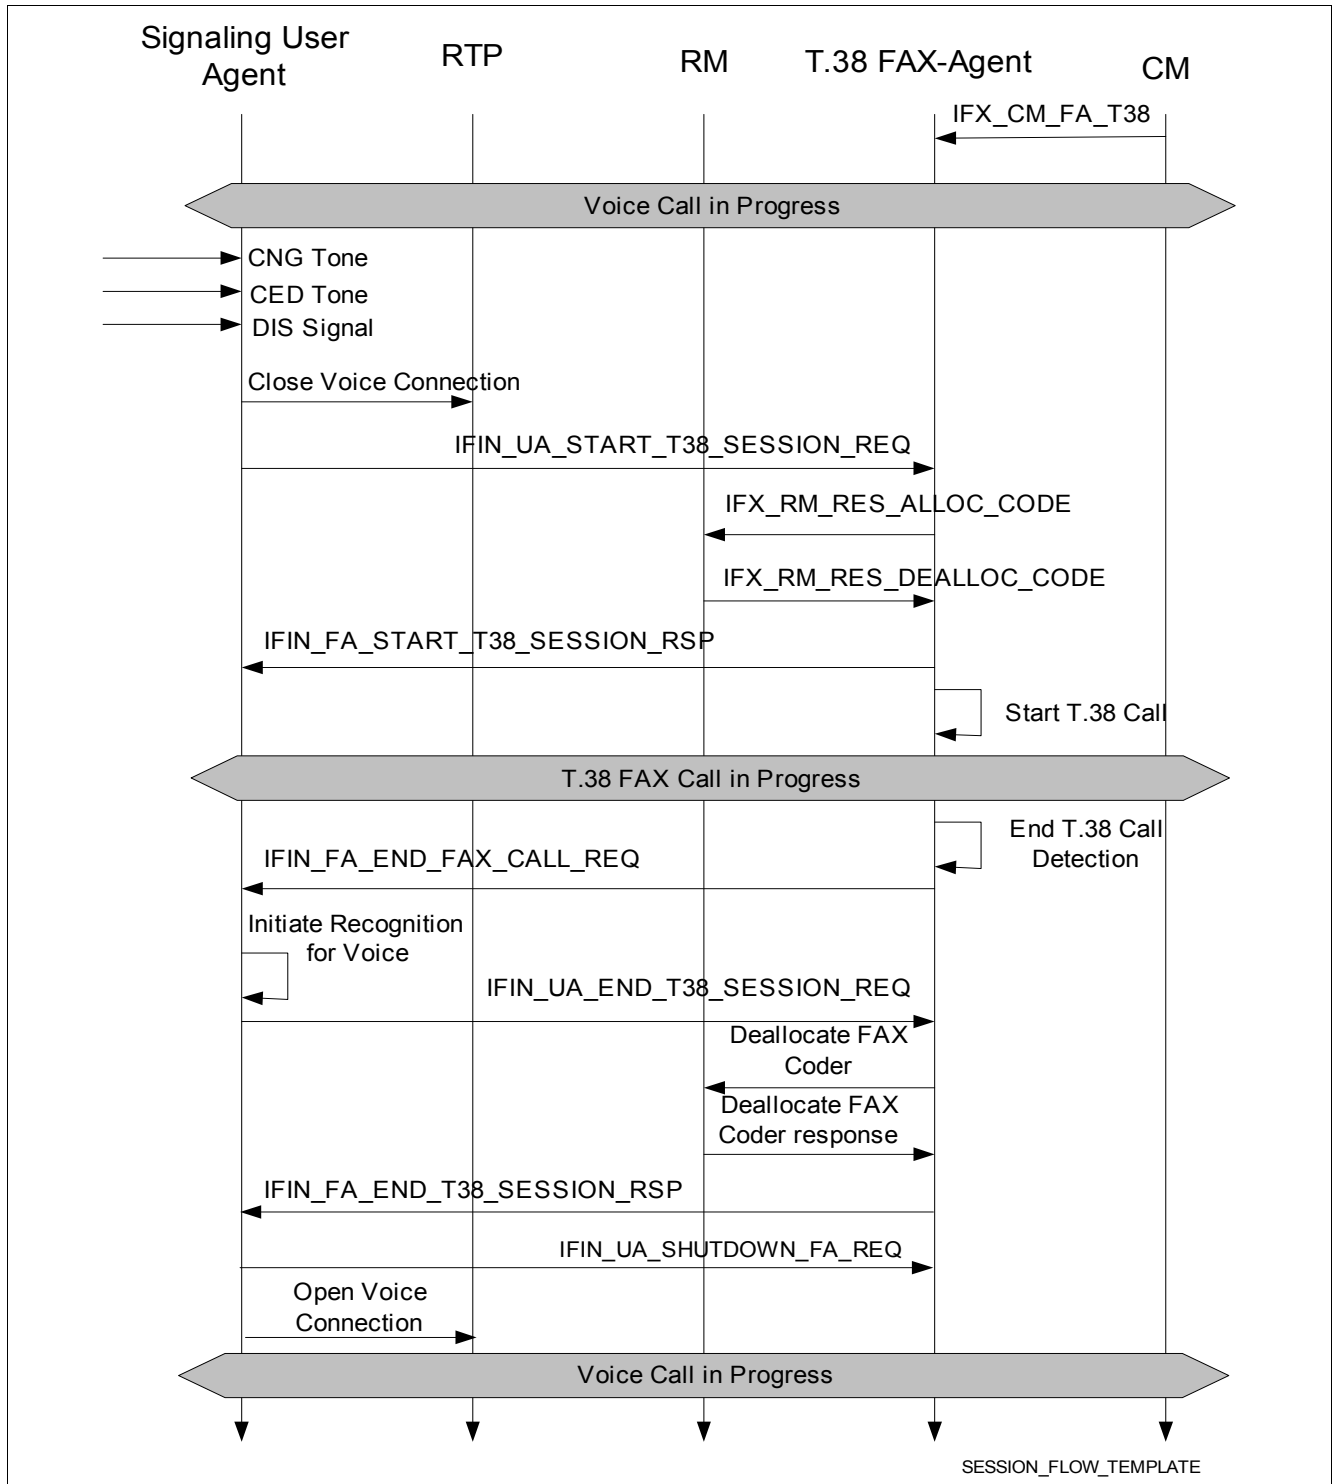 Signaling User
Agent
RTP
RM
T.38 FAX-Agent
CM
IFX_CM_FA_T38
Voice Call in Progress
CNG Tone
CED Tone
DIS Signal
Close Voice Connection
IFIN_UA_START_T38_SESSION_REQ
IFX_RM_RES_ALLOC_CODE
IFX_RM_RES_DEALLOC_CODE
IFIN_FA_START_T38_SESSION_RSP
Start T.38 Call
T.38 FAX Call in Progress
End T.38 Call
Detection
IFIN_FA_END_FAX_CALL_REQ
Initiate Recognition
for Voice
IFIN_UA_END_T38_SESSION_REQ
Deallocate FAX
Coder
Deallocate FAX
Coder response
IFIN_FA_END_T38_SESSION_RSP
IFIN_UA_SHUTDOWN_FA_REQ
Open Voice
Connection
Voice Call in Progress
SESSION_FLOW_TEMPLATE